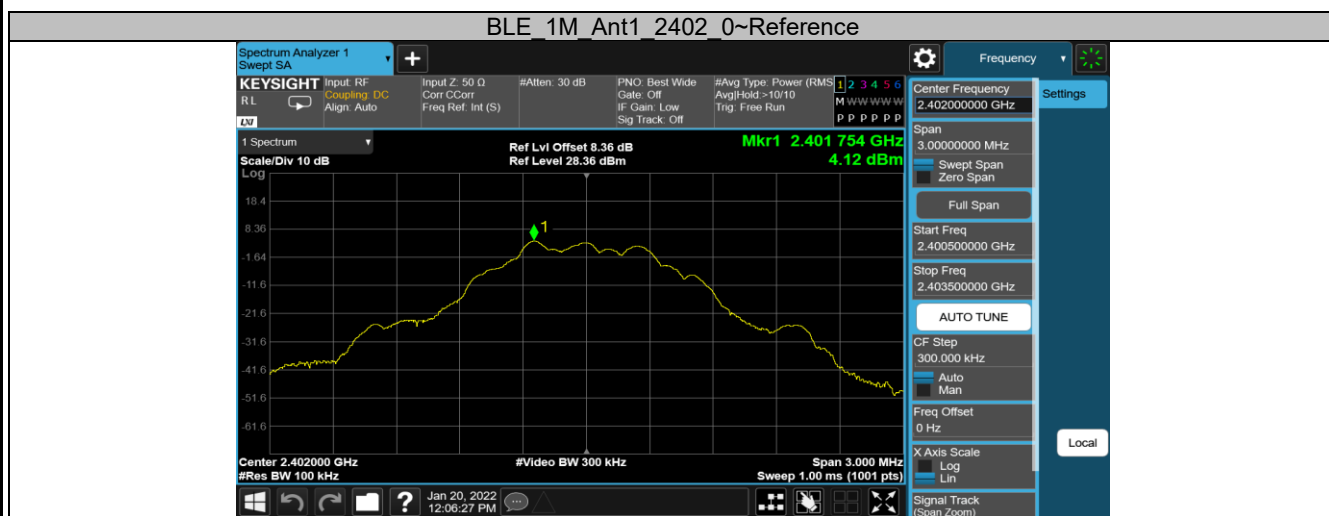 BLE_1M_Ant1_2402_0~Reference
Spectrum Analyzer 1
Swept SA
Frequency
KEYSIGHT
R L
LXI
Input: RF
Coupling: DC
Align: Auto
Input Z: 50 Ω
Corr CCorr
Freq Ref: Int (S)
#Atten: 30 dB
PNO: Best Wide
Gate: Off
IF Gain: Low
Sig Track: Off
#Avg Type: Power (RMS
Avg|Hold:>10/10
Trig: Free Run
1 2 3 4 5 6
M W W W W W
P P P P P P
1 Spectrum
Scale/Div 10 dB
Log
Ref Lvl Offset 8.36 dB
Ref Level 28.36 dBm
Mkr1 2.401 754 GHz
4.12 dBm
18.4
8.36
-1.64
-11.6
-21.6
-31.6
-41.6
-51.6
-61.6
1
Center 2.402000 GHz
#Res BW 100 kHz
#Video BW 300 kHz
Span 3.000 MHz
Sweep 1.00 ms (1001 pts)
Jan 20, 2022
12:06:27 PM
Center Frequency
2.402000000 GHz
Span
3.00000000 MHz
Swept Span
Zero Span
Full Span
Start Freq
2.400500000 GHz
Stop Freq
2.403500000 GHz
AUTO TUNE
CF Step
300.000 kHz
Auto
Man
Freq Offset
0 Hz
X Axis Scale
Log
Lin
Signal Track
(Span Zoom)
Settings
Local